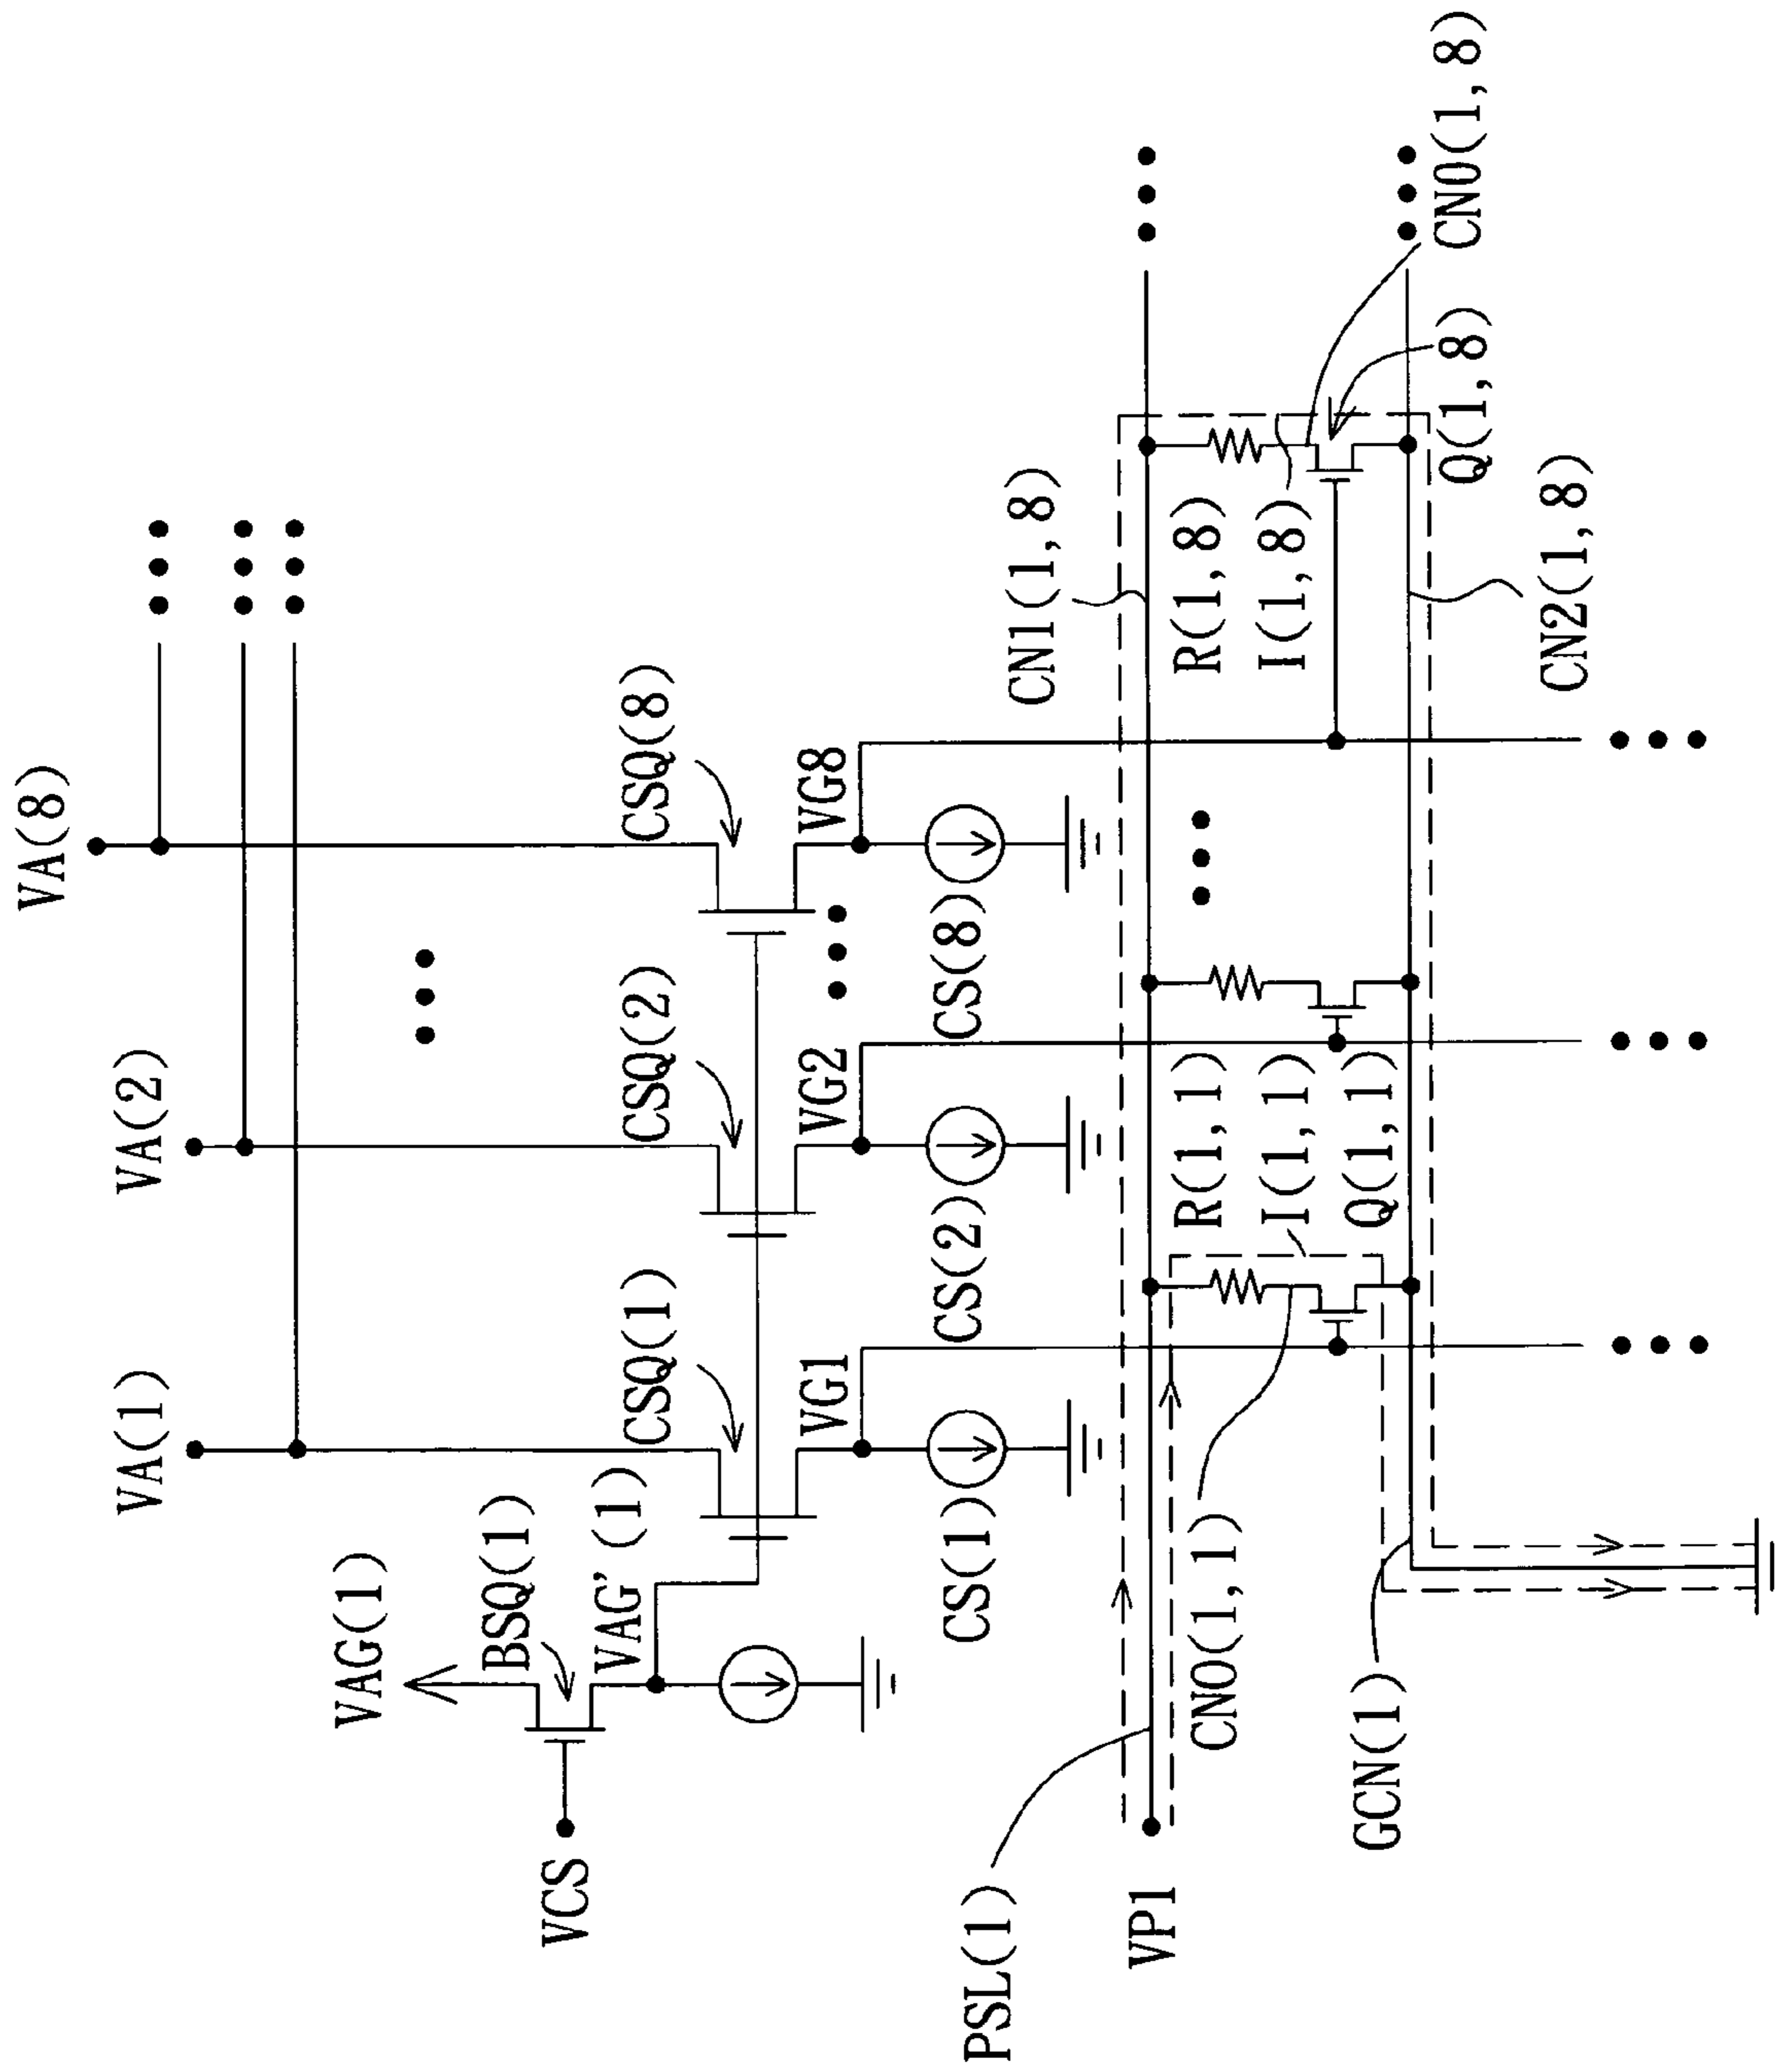 VA(8)
VA(2)
VA(1)
VAG(1)
BSQ(1)
VAG'(1)
VCS
CSQ(1)
CSQ(2)
CSQ(8)
VG1
VG2
VG8
CS(1)
CS(2)
CS(8)
PSL(1)
VP1
CN1(1,8)
CN0(1,1)
R(1,1)
I(1,1)
Q(1,1)
R(1,8)
I(1,8)
GCN(1)
CN0(1,8)
Q(1,8)
CN2(1,8)